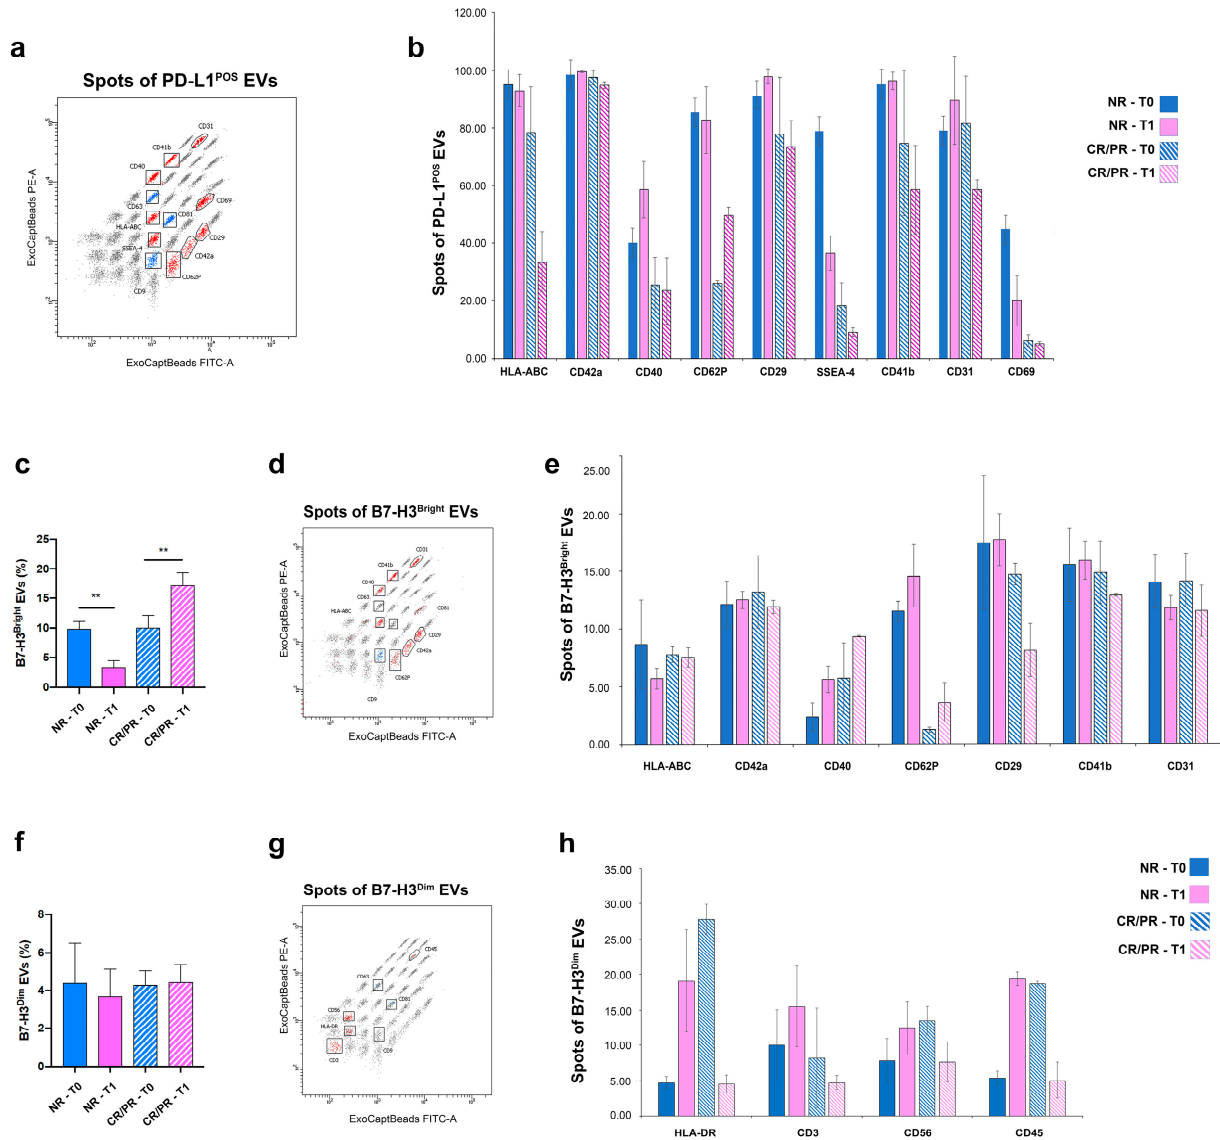 a
Spots of PD-L1POS EVs
CD31
CD41b
CD40
CD63
CD69
CD81
HLA-ABC
SSEA-4
CD29
CD42a
CD62P
CD9
ExoCaptBeads PE-A
ExoCaptBeads FITC-A
b
Spots of PD-L1POS EVs
120.00
100.00
80.00
60.00
40.00
20.00
0.00
HLA-ABC CD42a CD40 CD62P CD29 SSEA-4 CD41b CD31 CD69
NR - T0
NR - T1
CR/PR - T0
CR/PR - T1
c
B7-H3Bright EVs (%)
25
20
15
10
5
0
**
**
NR - T0
NR - T1
CR/PR - T0
CR/PR - T1
d
Spots of B7-H3Bright EVs
CD31
CD41b
CD40
CD63
HLA-ABC
CD81
CD29
CD42a
CD62P
CD9
ExoCaptBeads PE-A
ExoCaptBeads FITC-A
e
Spots of B7-H3Bright EVs
25.00
20.00
15.00
10.00
5.00
0.00
HLA-ABC CD42a CD40 CD62P CD29 CD41b CD31
f
B7-H3Dim EVs (%)
8
6
4
2
0
NR - T0
NR - T1
CR/PR - T0
CR/PR - T1
g
Spots of B7-H3Dim EVs
CD45
CD63
CD81
CD56
HLA-DR
CD3
CD9
ExoCaptBeads PE-A
ExoCaptBeads FITC-A
h
Spots of B7-H3Dim EVs
35.00
30.00
25.00
20.00
15.00
10.00
5.00
0.00
HLA-DR CD3 CD56 CD45
NR - T0
NR - T1
CR/PR - T0
CR/PR - T1